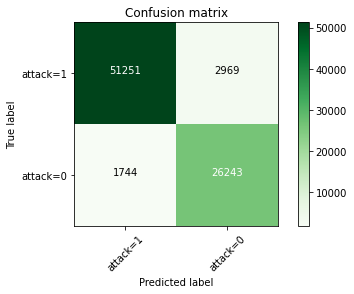 Confusion matrix
True label
attack=1
51251 2969
attack=0
1744 26243
attack=1 attack=0
Predicted label
50000
40000
30000
20000
10000